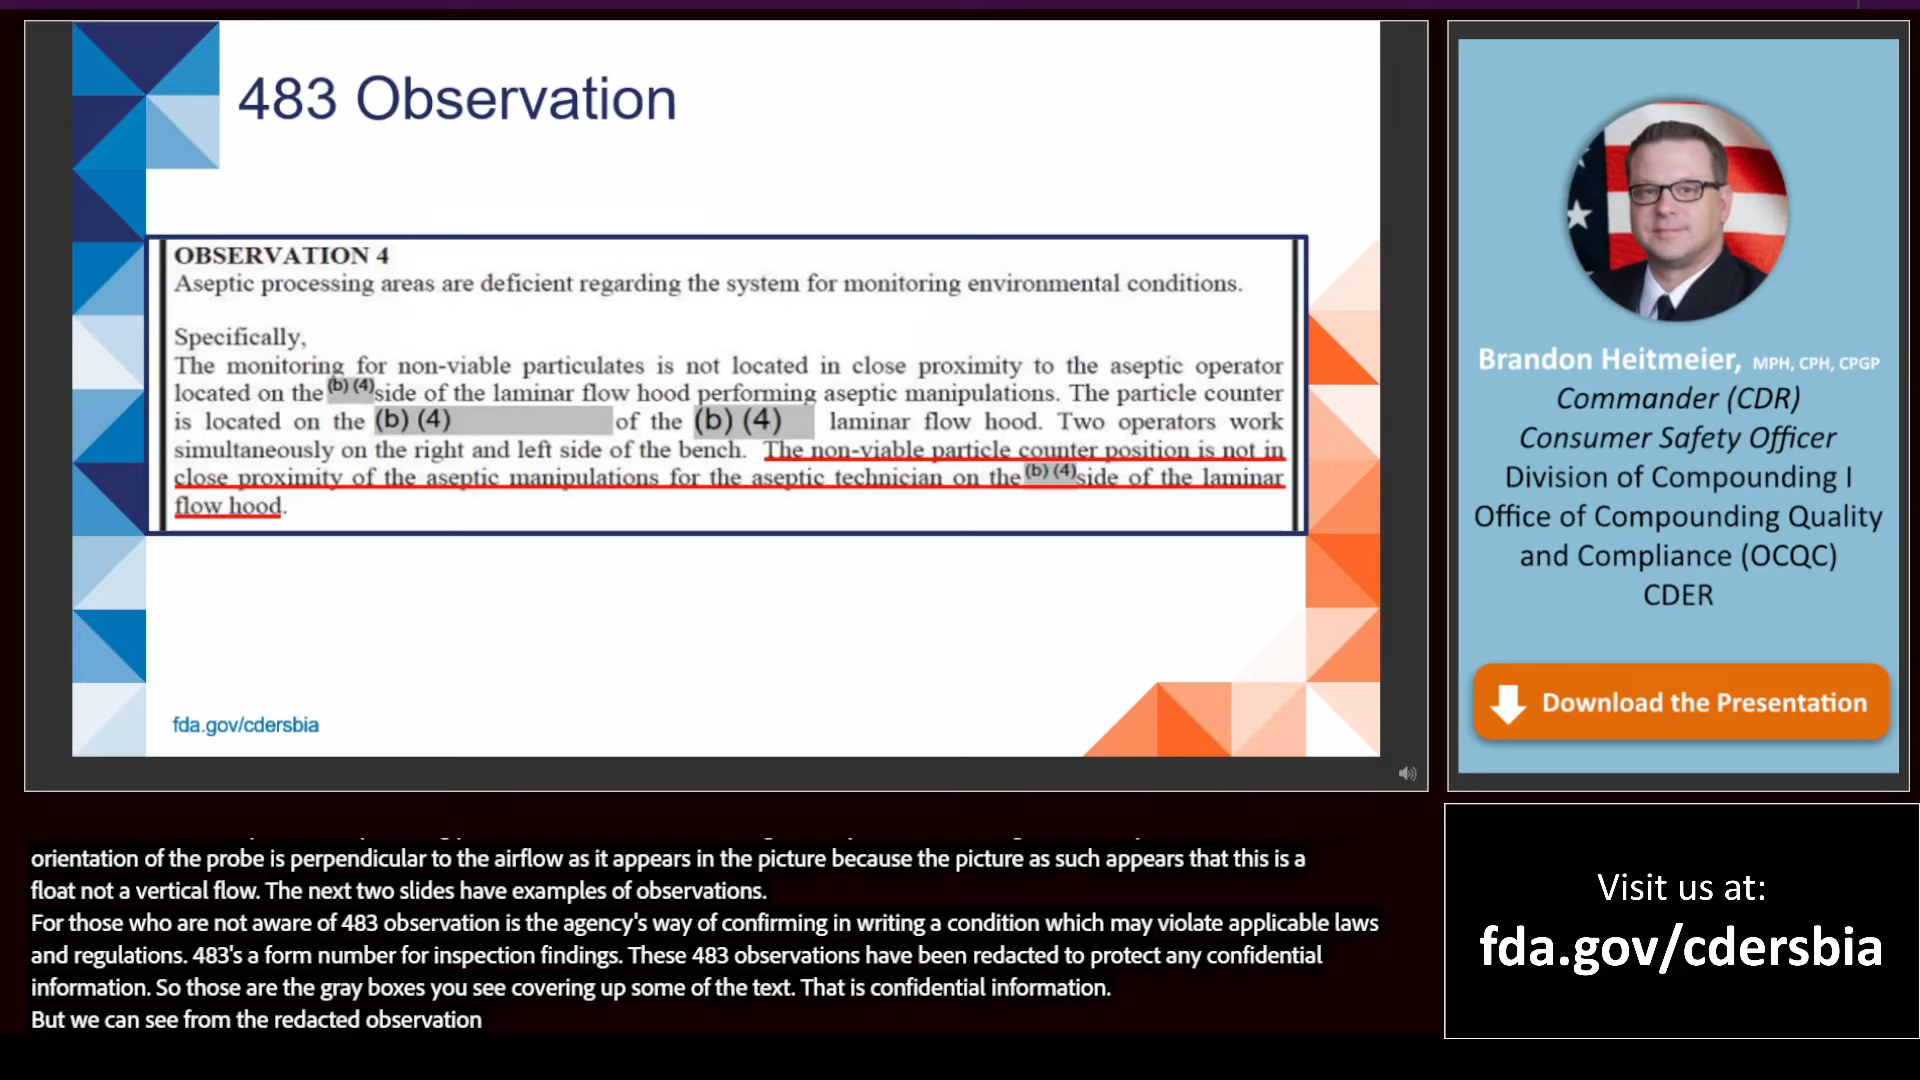 483 Observation
OBSERVATION 4
Aseptic processing areas are deficient regarding the system for monitoring environmental conditions.
Specifically,
The monitoring for non-viable particulates is not located in close proximity to the aseptic operator
located on the (b) (4) side of the laminar flow hood performing aseptic manipulations. The particle counter
is located on the (b) (4) of the (b) (4) laminar flow hood. Two operators work
simultaneously on the right and left side of the bench. The non-viable particle counter position is not in
close proximity of the aseptic manipulations for the aseptic technician on the (b) (4) side of the laminar
flow hood.
fda.gov/cdersbia
Brandon Heitmeier, MPH, CPH, CPGP
Commander (CDR)
Consumer Safety Officer
Division of Compounding I
Office of Compounding Quality
and Compliance (OCQC)
CDER
Download the Presentation
orientation of the probe is perpendicular to the airflow as it appears in the picture because the picture as such appears that this is a
float not a vertical flow. The next two slides have examples of observations.
For those who are not aware of 483 observation is the agency's way of confirming in writing a condition which may violate applicable laws
and regulations. 483's a form number for inspection findings. These 483 observations have been redacted to protect any confidential
information. So those are the gray boxes you see covering up some of the text. That is confidential information.
But we can see from the redacted observation
Visit us at:
fda.gov/cdersbia